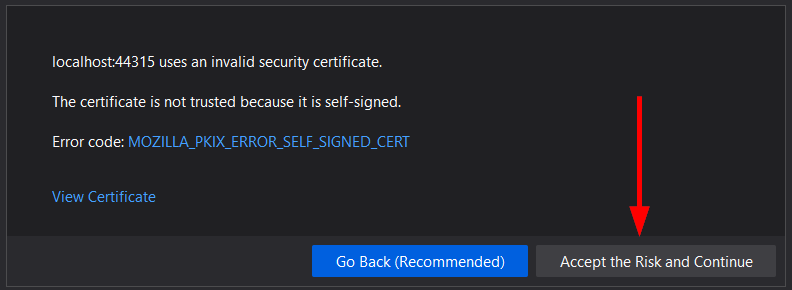 localhost:44315 uses an invalid security certificate.
The certificate is not trusted because it is self-signed.
Error code: MOZILLA_PKIX_ERROR_SELF_SIGNED_CERT
View Certificate
Go Back (Recommended) Accept the Risk and Continue